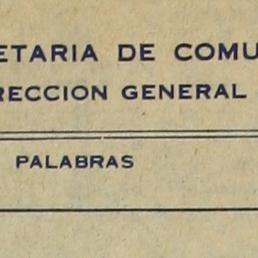 ETARIA DE COMU
RECCION GENERAL
PALABRAS